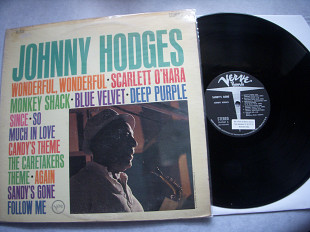 JOHNNY HODGES
WONDERFUL, WONDERFUL • SCARLETT O'HARA
MONKEY SHACK • BLUE VELVET • DEEP PURPLE
SINCE • SO
MUCH IN LOVE
CANDY'S THEME
THE CARETAKERS
THEME • AGAIN
SANDY'S GONE
FOLLOW ME
Verve